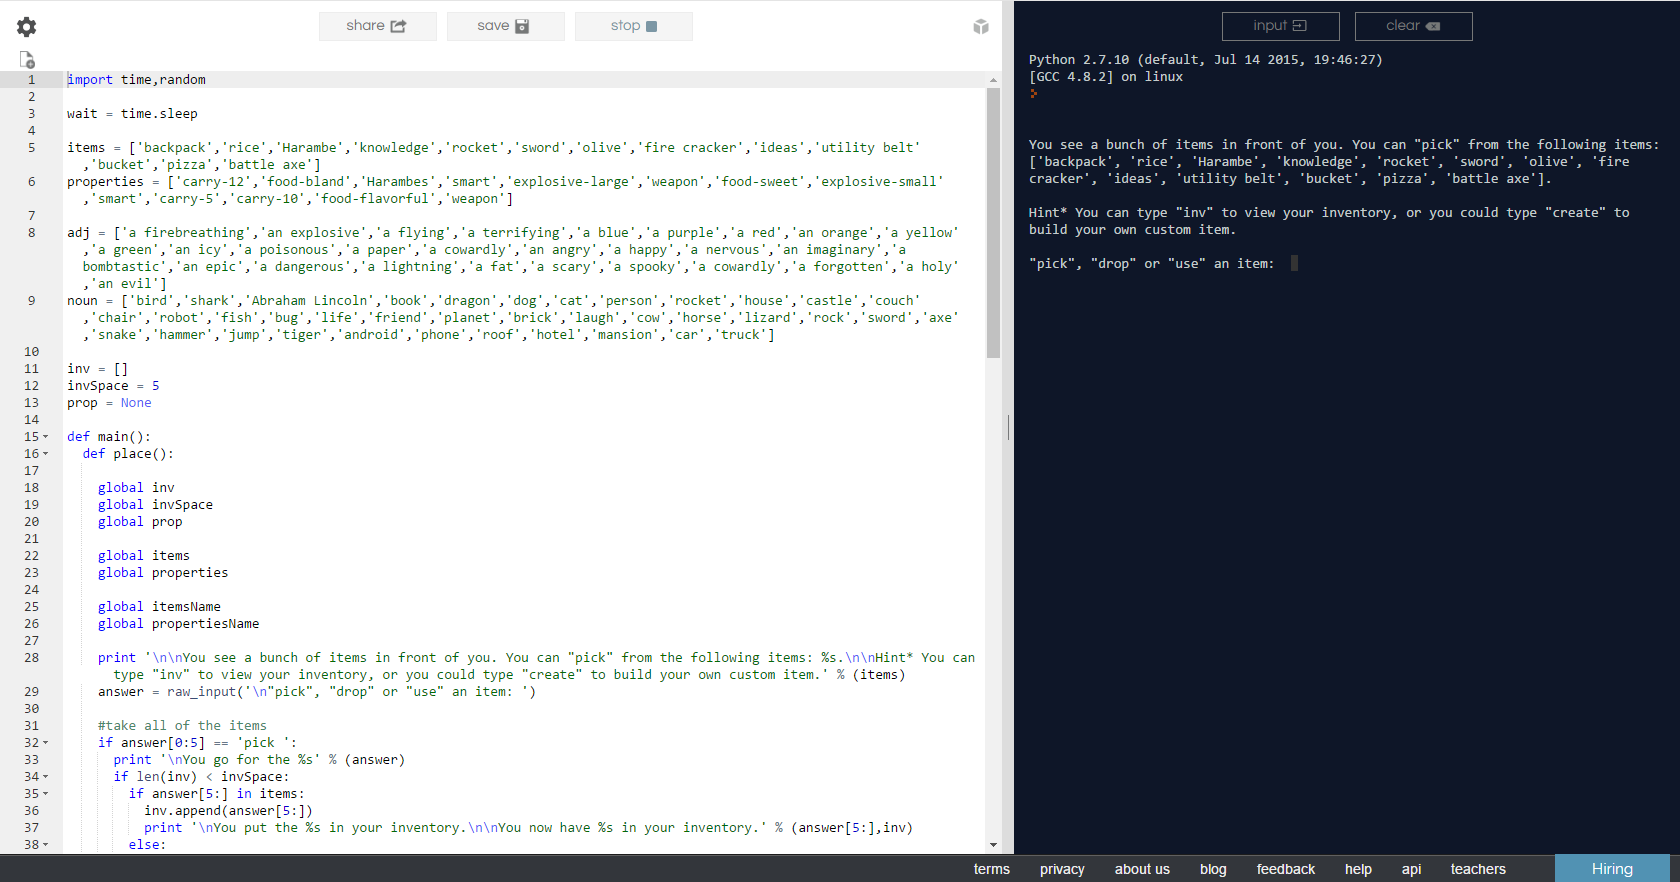 share
save
stop
input
clear
1 import time,random
2
3 wait = time.sleep
4
5 items = ['backpack','rice','Harambe','knowledge','rocket','sword','olive','fire cracker','ideas','utility belt'
,'bucket','pizza','battle axe']
6 properties = ['carry-12','food-bland','Harambes','smart','explosive-large','weapon','food-sweet','explosive-small'
,'smart','carry-5','carry-10','food-flavorful','weapon']
7
8 adj = ['a firebreathing','an explosive','a flying','a terrifying','a blue','a purple','a red','an orange','a yellow'
,'a green','an icy','a poisonous','a paper','a cowardly','an angry','a happy','a nervous','an imaginary','a
bombtastic','an epic','a dangerous','a lightning','a fat','a scary','a spooky','a cowardly','a forgotten','a holy'
,'an evil']
9 noun = ['bird','shark','Abraham Lincoln','book','dragon','dog','cat','person','rocket','house','castle','couch'
,'chair','robot','fish','bug','life','friend','planet','brick','laugh','cow','horse','lizard','rock','sword','axe'
,'snake','hammer','jump','tiger','android','phone','roof','hotel','mansion','car','truck']
10
11 inv = []
12 invSpace = 5
13 prop = None
14
15 def main():
16 def place():
17
18 global inv
19 global invSpace
20 global prop
21
22 global items
23 global properties
24
25 global itemsName
26 global propertiesName
27
28 print '\n\nYou see a bunch of items in front of you. You can "pick" from the following items: %s.\n\nHint* You can
type "inv" to view your inventory, or you could type "create" to build your own custom item.' % (items)
29 answer = raw_input('\n"pick", "drop" or "use" an item: ')
30
31 #take all of the items
32 if answer[0:5] == 'pick ':
33 print '\nYou go for the %s' % (answer)
34 if len(inv) < invSpace:
35 if answer[5:] in items:
36 inv.append(answer[5:])
37 print '\nYou put the %s in your inventory.\n\nYou now have %s in your inventory.' % (answer[5:],inv)
38 else:
Python 2.7.10 (default, Jul 14 2015, 19:46:27)
[GCC 4.8.2] on linux
You see a bunch of items in front of you. You can "pick" from the following items:
['backpack', 'rice', 'Harambe', 'knowledge', 'rocket', 'sword', 'olive', 'fire
cracker', 'ideas', 'utility belt', 'bucket', 'pizza', 'battle axe'].
Hint* You can type "inv" to view your inventory, or you could type "create" to
build your own custom item.
"pick", "drop" or "use" an item:
terms
privacy
about us
blog
feedback
help
api
teachers
Hiring